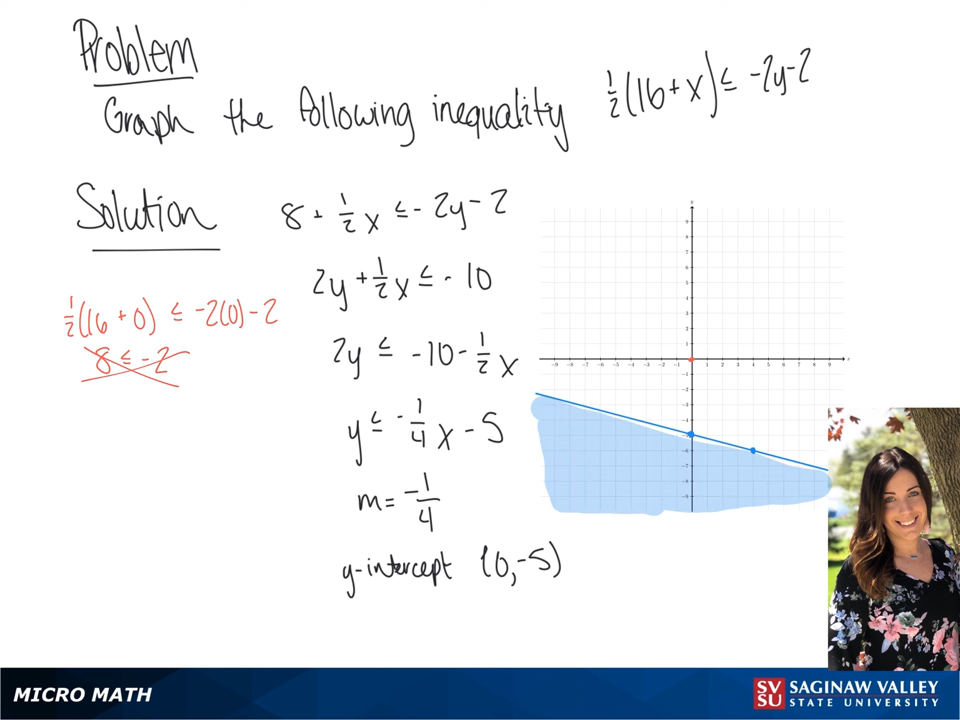 Problem
Graph the following inequality ½(16+x) ≤ -2y-2
Solution
8 + ½x ≤ -2y - 2
2y + ½x ≤ -10
2y ≤ -10 - ½x
y ≤ -¼x - 5
m = -1/4
y-intercept (0,-5)
½(16 + 0) ≤ -2(0) - 2
8 ≤ -2
MICRO MATH
SV
SU
SAGINAW VALLEY
STATE UNIVERSITY